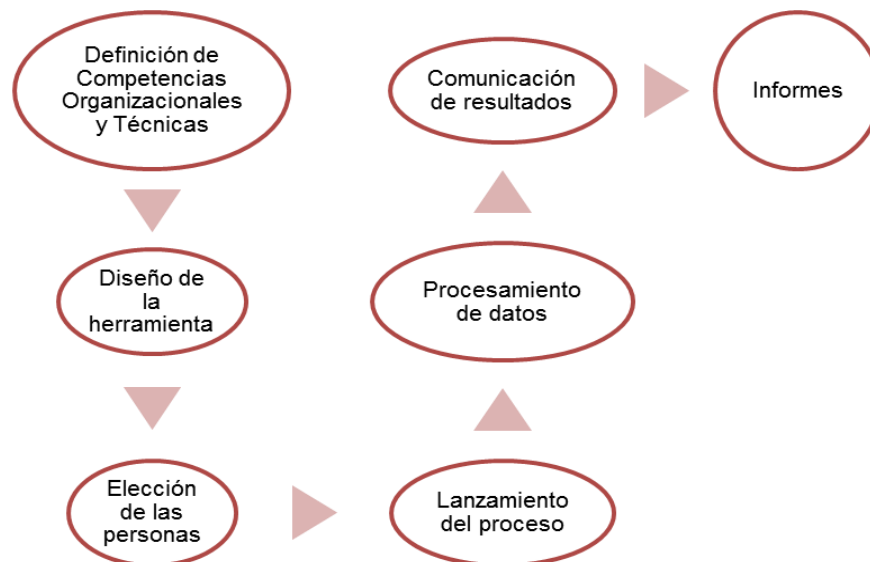 Definición de
Competencias
Organizacionales
y Técnicas
Diseño de
la
herramienta
Elección
de las
personas
Lanzamiento
del proceso
Procesamiento
de datos
Comunicación
de resultados
Informes